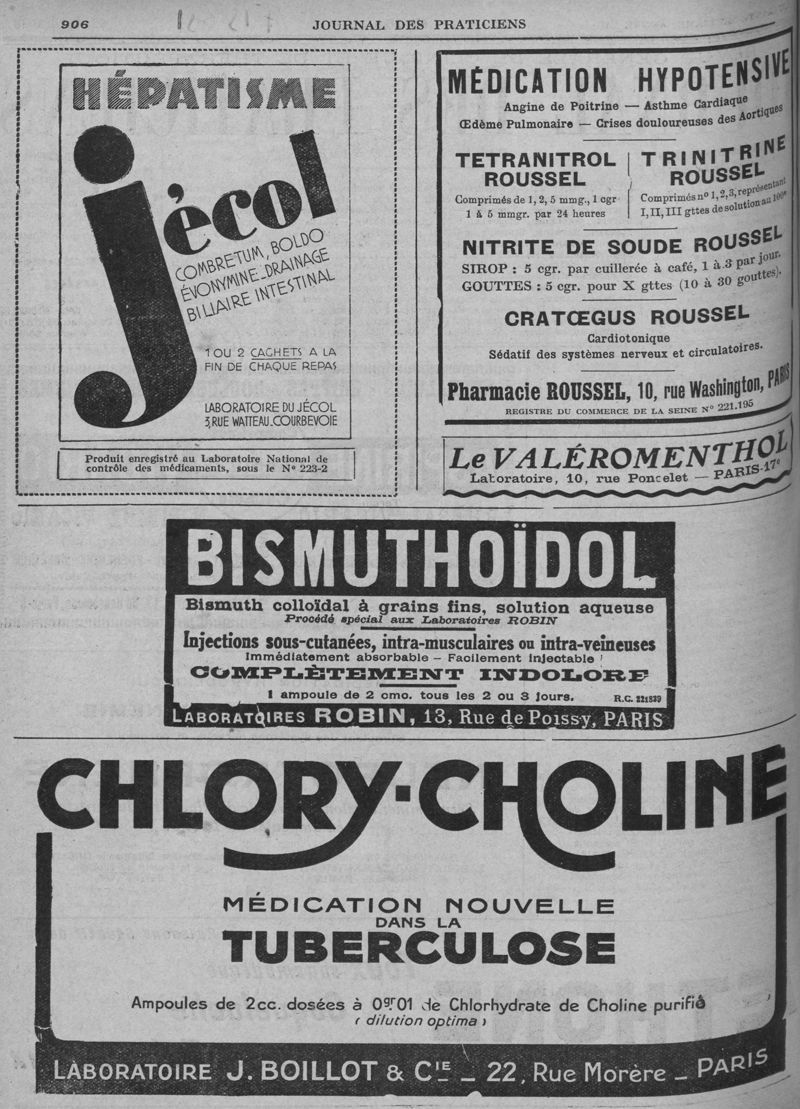 906
JOURNAL DES PRATICIENS
HÉPATISME
jécol
COMBRETUM, BOLDO
ÉVONYMINE_DRAINAGE
BILIAIRE INTESTINAL
1 OU 2 CACHETS A LA
FIN DE CHAQUE REPAS
LABORATOIRE DU JÉCOL
3, RUE WATTEAU. COURBEVOIE
Produit enregistré au Laboratoire National de
contrôle des médicaments, sous le No 223-2
MÉDICATION HYPOTENSIVE
Angine de Poitrine — Asthme Cardiaque
Œdème Pulmonaire — Crises douloureuses des Aortiques
TETRANITROL
ROUSSEL
Comprimés de 1, 2, 5 mmg., 1 cgr
1 à 5 mmgr. par 24 heures
TRINITRINE
ROUSSEL
Comprimés nos 1, 2, 3, représentant
I, II, III gttes de solution au 100e
NITRITE DE SOUDE ROUSSEL
SIROP : 5 cgr. par cuillerée à café, 1 à 3 par jour.
GOUTTES : 5 cgr. pour X gttes (10 à 30 gouttes).
CRATŒGUS ROUSSEL
Cardiotonique
Sédatif des systèmes nerveux et circulatoires.
Pharmacie ROUSSEL, 10, rue Washington, PARIS
REGISTRE DU COMMERCE DE LA SEINE No 221.195
Le VALÉROMENTHOL
Laboratoire, 10, rue Poncelet — PARIS-17e
BISMUTHOÏDOL
Bismuth colloïdal à grains fins, solution aqueuse
Procédé spécial aux Laboratoires ROBIN
Injections sous-cutanées, intra-musculaires ou intra-veineuses
Immédiatement absorbable – Facilement injectable
COMPLÈTEMENT INDOLORE
1 ampoule de 2 cmc. tous les 2 ou 3 jours.
R.C. 221839
LABORATOIRES ROBIN, 13, Rue de Poissy, PARIS
CHLORY-CHOLINE
MÉDICATION NOUVELLE
DANS LA
TUBERCULOSE
Ampoules de 2cc. dosées à 0gr.01 de Chlorhydrate de Choline purifié
( dilution optima )
LABORATOIRE J. BOILLOT & CIE _ 22, Rue Morère _ PARIS